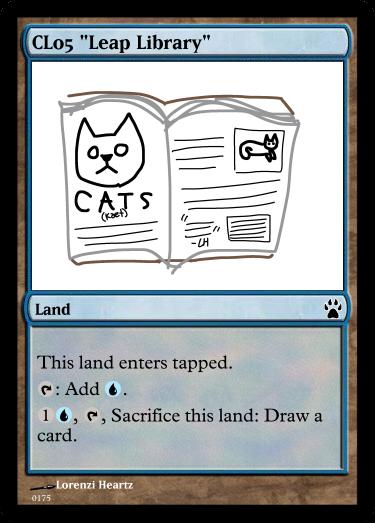 CL05 "Leap Library"
CATS
(Kaet)
" "
-LH
Land
This land enters tapped.
: Add .
1 , , Sacrifice this land: Draw a
card.
Lorenzi Heartz
0175